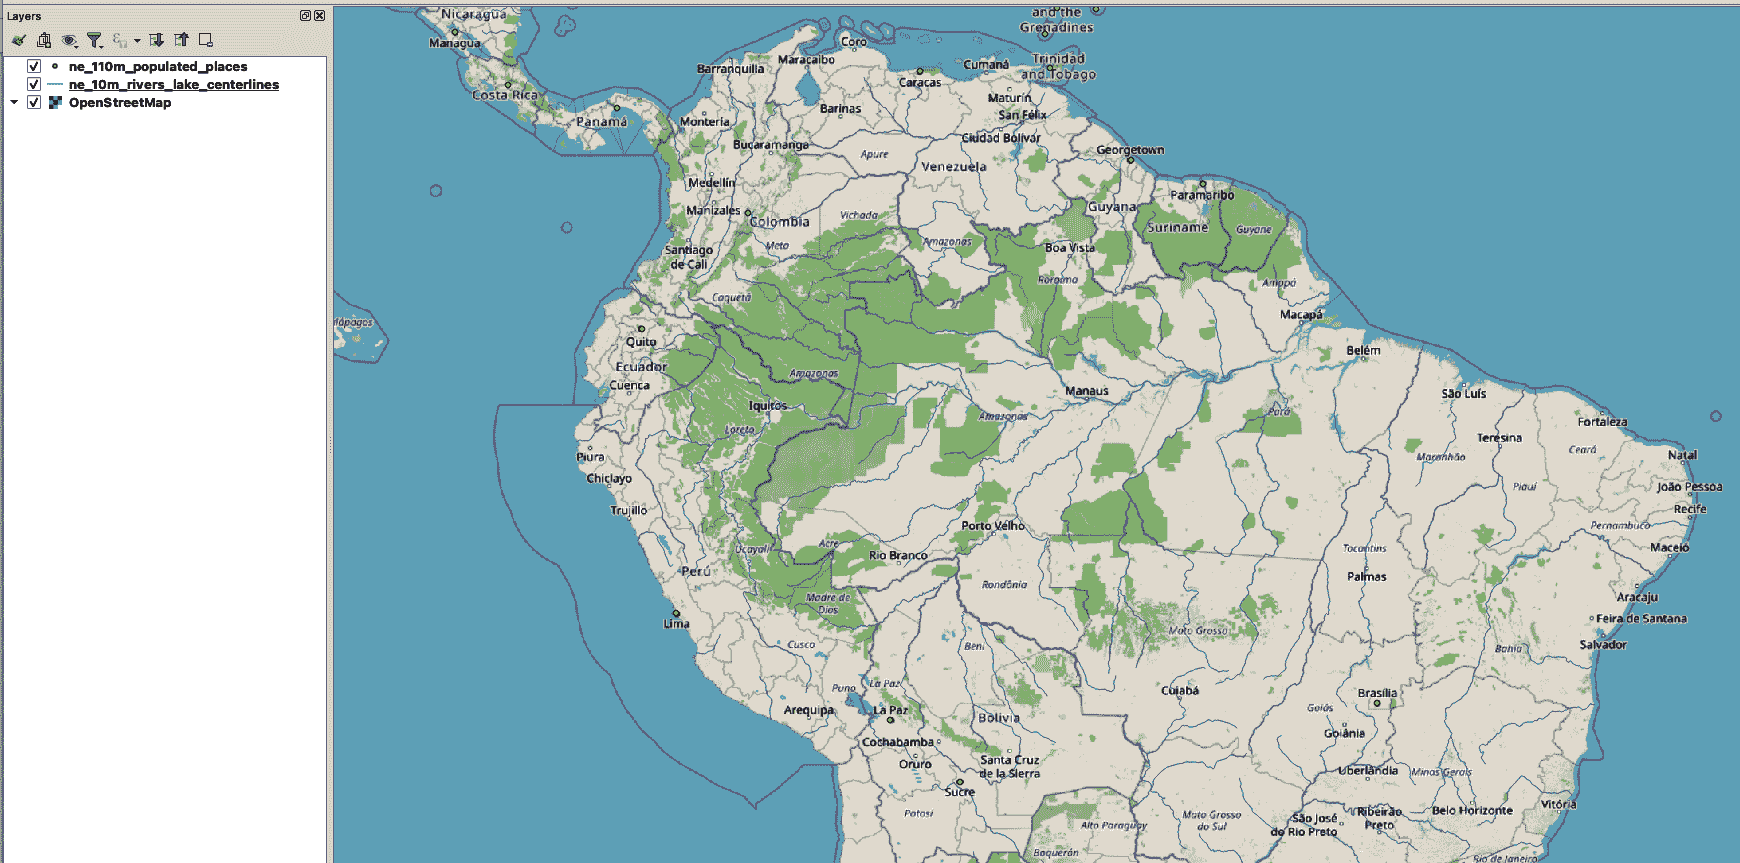 Layers
ne_110m_populated_places
ne_10m_rivers_lake_centerlines
OpenStreetMap
Nicaragua
Managua
Costa Rica
Panamá
and the
Grenadines
Trinidad
and Tobago
Coro
Maracaibo
Barranquilla
Cumaná
Caracas
Maturín
San Félix
Barinas
Montería
Ciudad Bolívar
Bucaramanga
Apure
Venezuela
Georgetown
Medellín
Paramaribo
Manizales
Colombia
Vichada
Guyana
Suriname
Guyane
Meta
Amazonas
Boa Vista
Santiago
de Cali
Roraima
Amapá
Caquetá
Macapá
Quito
Belém
Ecuador
Amazonas
Cuenca
Manaus
São Luís
Iquitos
Amazonas
Pará
Fortaleza
Loreto
Teresina
Ceará
Piura
Maranhão
Natal
Chiclayo
Piauí
João Pessoa
Trujillo
Recife
Porto Velho
Pernambuco
Ucayali
Acre
Rio Branco
Tocantins
Maceió
Perú
Rondônia
Palmas
Madre de
Dios
Aracaju
Lima
Mato Grosso
Feira de Santana
Cusco
Beni
Bahia
Salvador
Puno
La Paz
Cuiabá
Brasília
Arequipa
La Paz
Bolivia
Goiás
Goiânia
Cochabamba
Oruro
Santa Cruz
de la Sierra
Uberlândia
Minas Gerais
Sucre
Vitória
Potosí
Alto Paraguay
Mato Grosso
do Sul
São José
do Rio Preto
Ribeirão
Preto
Belo Horizonte
Boquerón
Rio de Janeiro